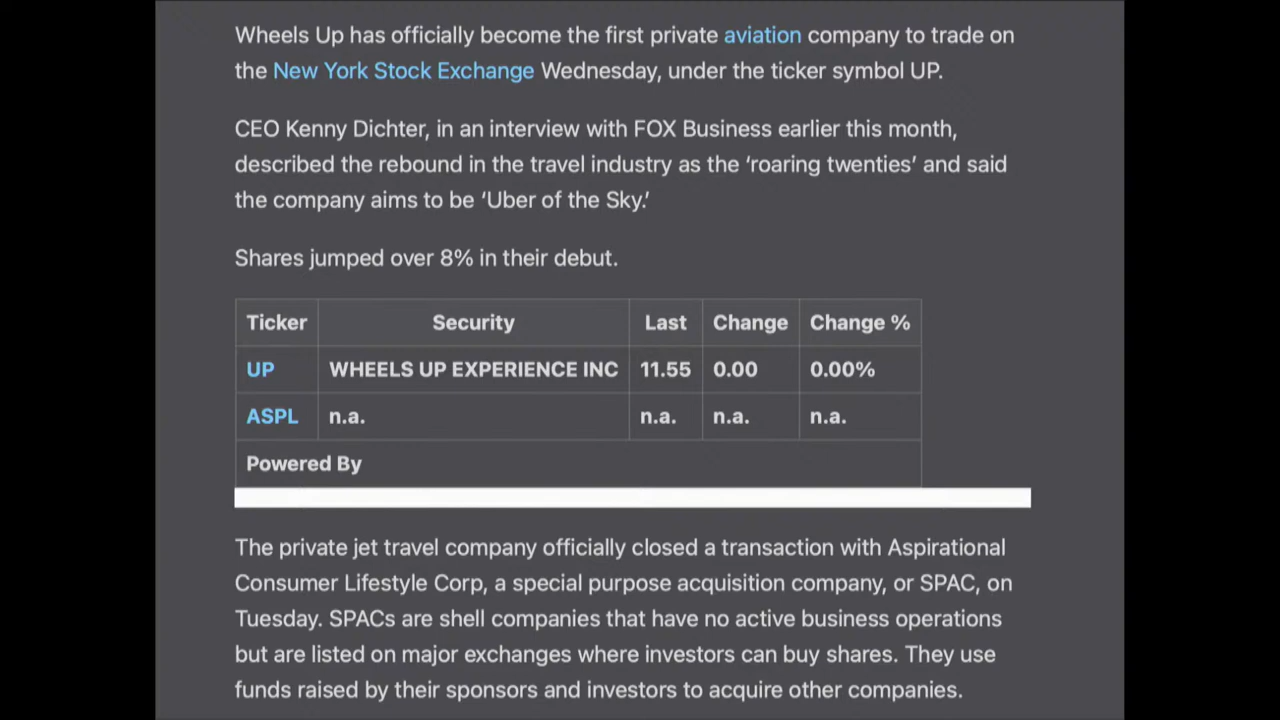 Wheels Up has officially become the first private aviation company to trade on
the New York Stock Exchange Wednesday, under the ticker symbol UP.
CEO Kenny Dichter, in an interview with FOX Business earlier this month,
described the rebound in the travel industry as the ‘roaring twenties’ and said
the company aims to be ‘Uber of the Sky.’
Shares jumped over 8% in their debut.
Ticker Security Last Change Change %
UP WHEELS UP EXPERIENCE INC 11.55 0.00 0.00%
ASPL n.a. n.a. n.a. n.a.
Powered By
The private jet travel company officially closed a transaction with Aspirational
Consumer Lifestyle Corp, a special purpose acquisition company, or SPAC, on
Tuesday. SPACs are shell companies that have no active business operations
but are listed on major exchanges where investors can buy shares. They use
funds raised by their sponsors and investors to acquire other companies.